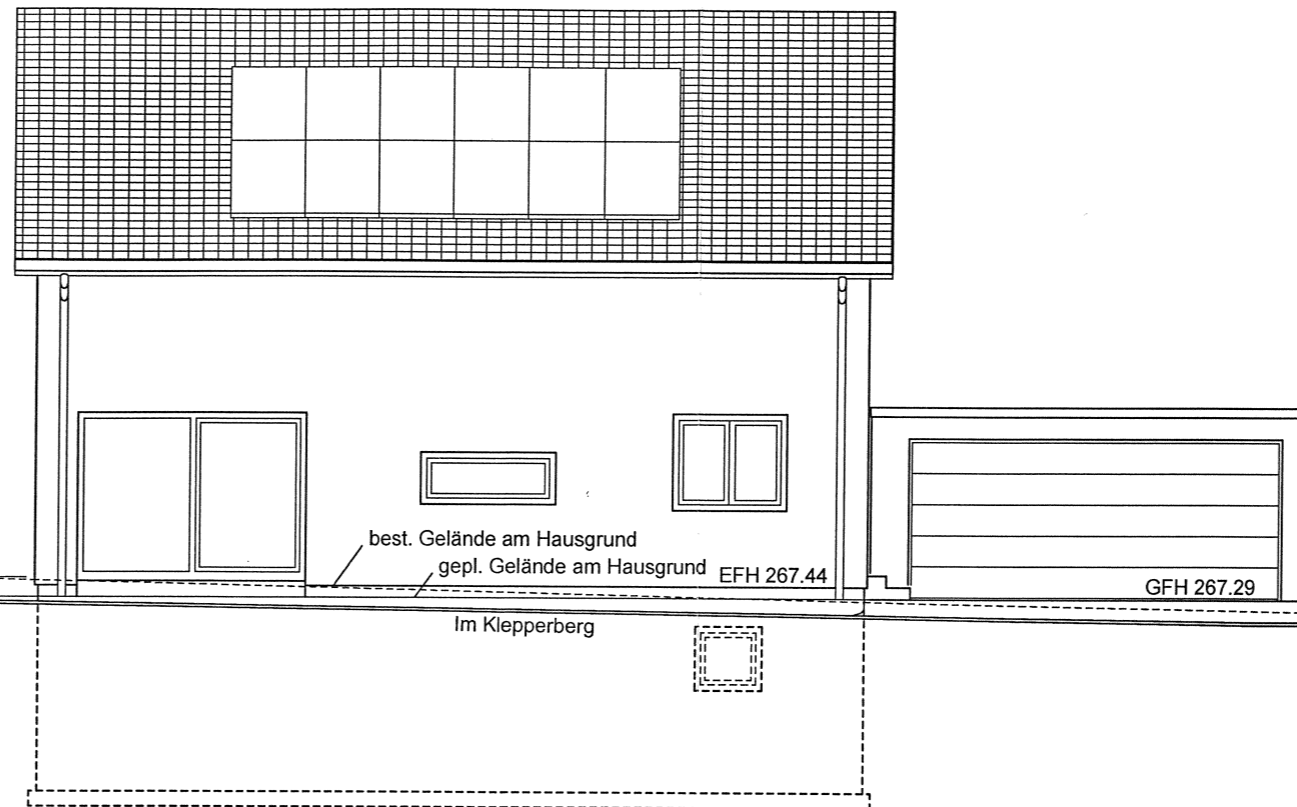 best. Gelände am Hausgrund
gepl. Gelände am Hausgrund
EFH 267.44
GFH 267.29
Im Klepperberg